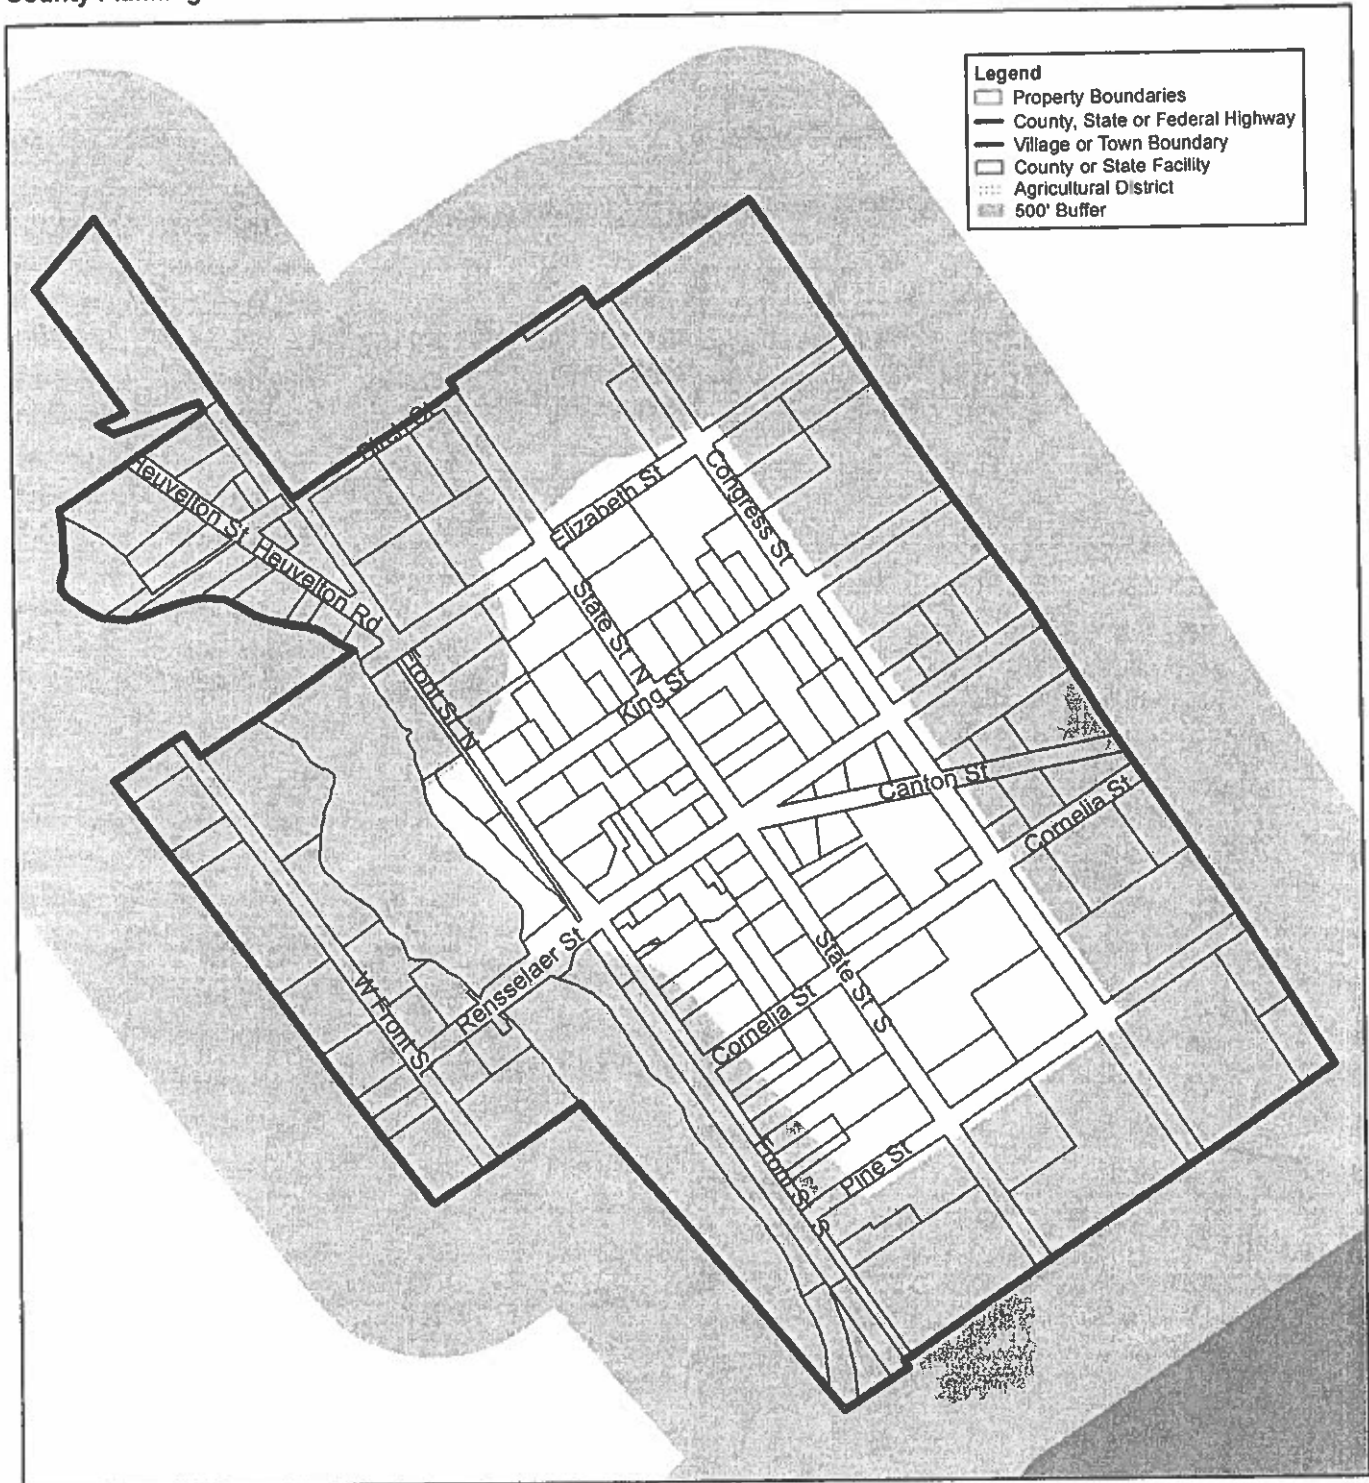 Legend
Property Boundaries
County, State or Federal Highway
Village or Town Boundary
County or State Facility
Agricultural District
500' Buffer
Heuvelton St
Heuvelton Rd
Elizabeth St
Congress St
State St N
King St
Front St N
Canton St
Cornelia St
Rensselaer St
W Front St
State St S
Cornelia St
Pine St
Front St S